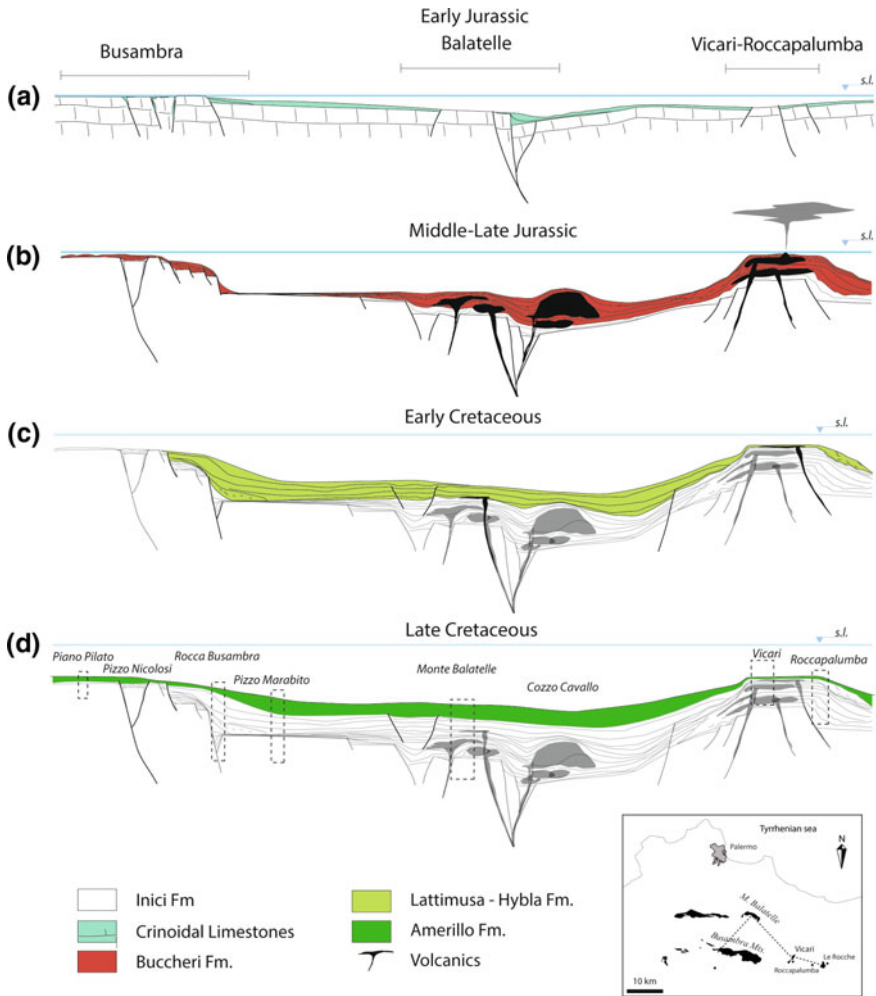 Early Jurassic
Busambra
Balatelle
Vicari-Roccapalumba
(a)
s.l.
Middle-Late Jurassic
(b)
s.l.
Early Cretaceous
(c)
s.l.
Late Cretaceous
(d)
s.l.
Piano Pilato
Pizzo Nicolosi
Rocca Busambra
Pizzo Marabito
Monte Balatelle
Cozzo Cavallo
Vicari
Roccapalumba
Inici Fm
Crinoidal Limestones
Buccheri Fm.
Lattimusa - Hybla Fm.
Amerillo Fm.
Volcanics
Tyrrhenian sea
N
Palermo
M. Balatelle
Busambra Mts.
Vicari
Roccapalumba
Le Rocche
10 km